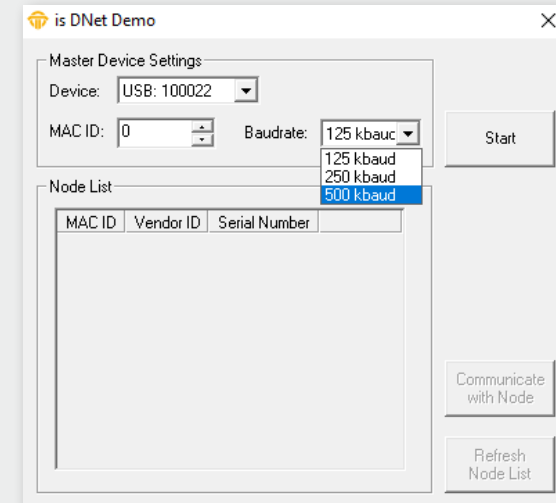 is DNet Demo
Master Device Settings
Device: USB: 100022
MAC ID: 0 Baudrate: 125 kbauc
Start
125 kbaud
250 kbaud
500 kbaud
Node List
MAC ID Vendor ID Serial Number
Communicate
with Node
Refresh
Node List